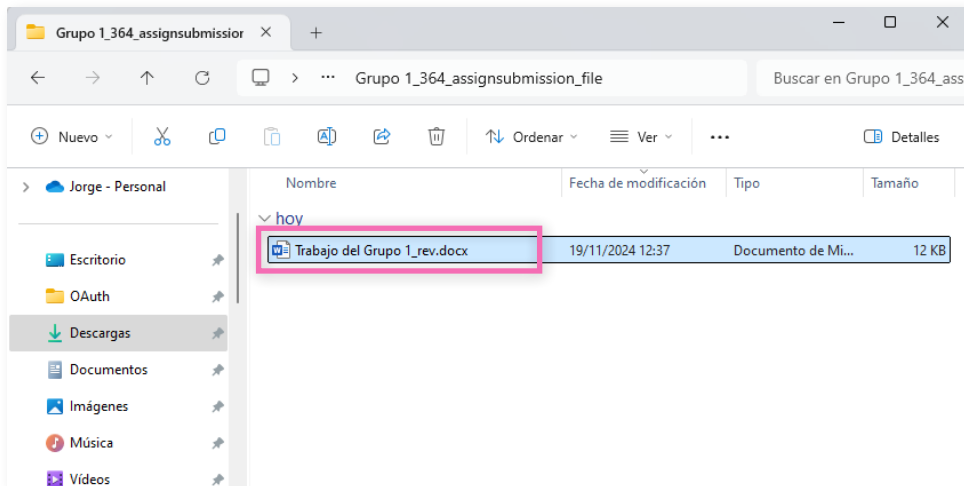 Grupo 1_364_assignsubmission
Grupo 1_364_assignsubmission_file
Buscar en Grupo 1_364_ass
Nuevo
Ordenar
Ver
Detalles
Jorge - Personal
Nombre
Fecha de modificación
Tipo
Tamaño
hoy
Trabajo del Grupo 1_rev.docx
19/11/2024 12:37
Documento de Mi...
12 KB
Escritorio
OAuth
Descargas
Documentos
Imágenes
Música
Vídeos